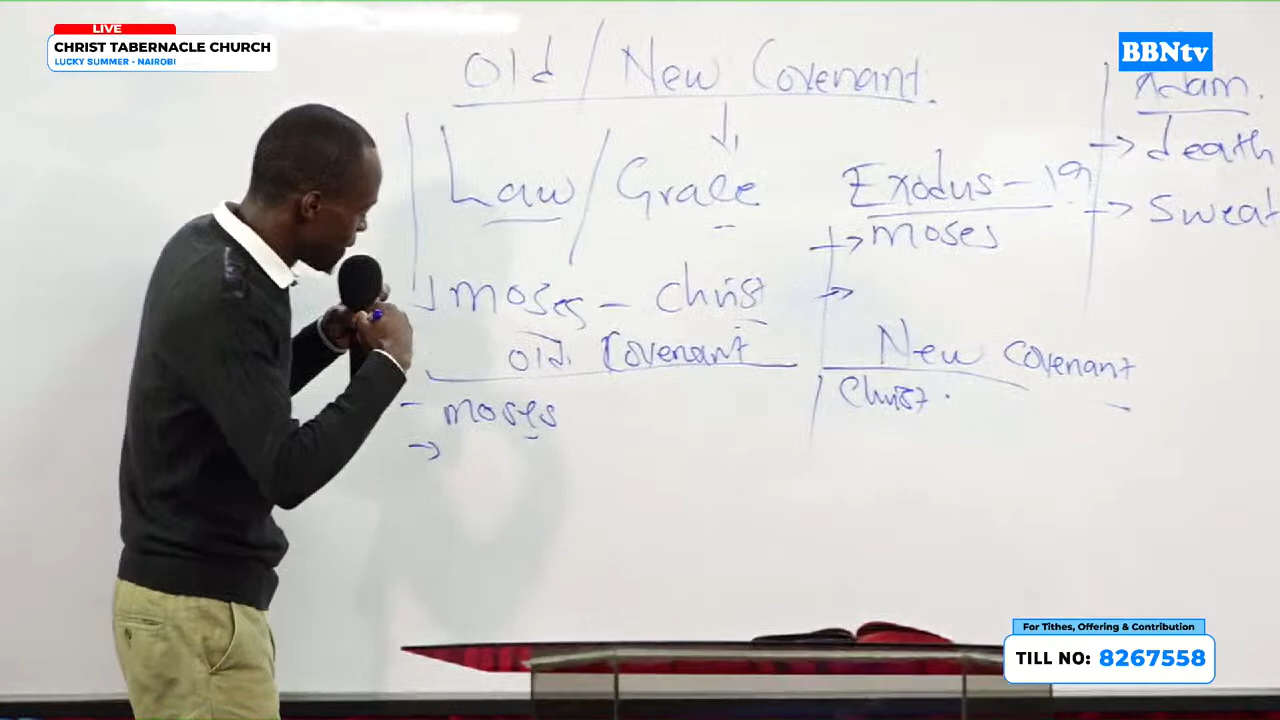 LIVE
CHRIST TABERNACLE CHURCH
LUCKY SUMMER - NAIROBI
BBNtv
Old / New Covenant.
Law / Grace
Moses - Christ
Exodus - 19
→ moses
→
Adam.
→ death
→ Sweat
old. Covenant
- moses
→
New Covenant
Christ.
For Tithes, Offering & Contribution
TILL NO: 8267558